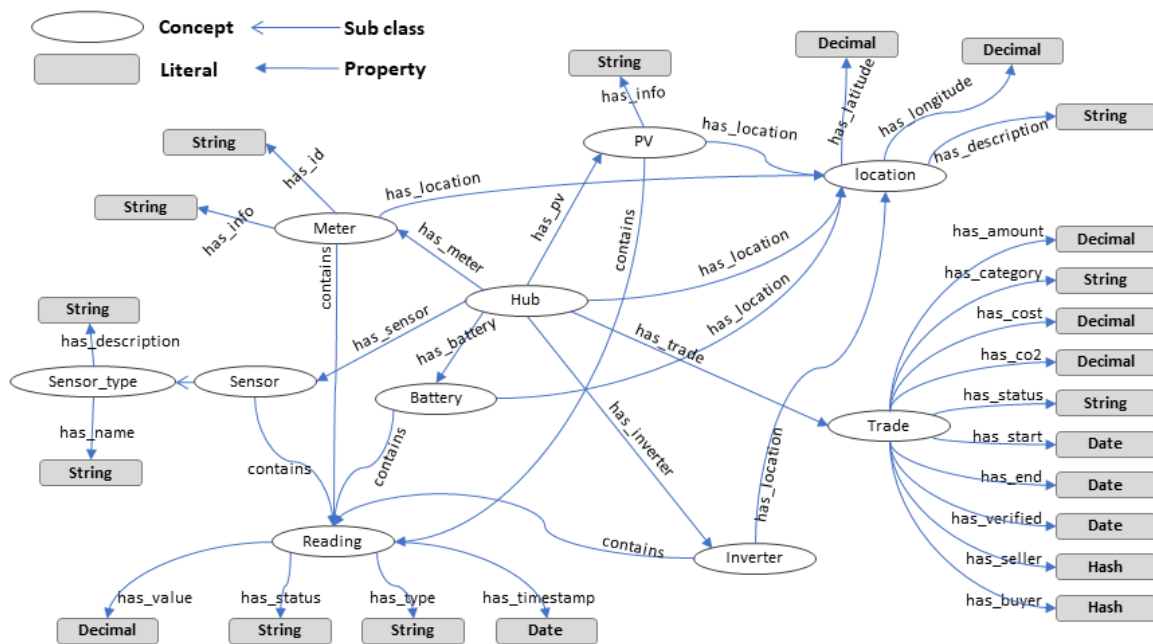 Concept
Sub class
Literal
Property
String
has_info
PV
has_location
Decimal
has_latitude
Decimal
has_longitude
String
has_description
location
String
has_id
String
has_info
Meter
has_location
has_meter
has_pv
contains
contains
Hub
has_location
has_location
has_sensor
has_battery
has_trade
has_inverter
String
has_description
Sensor_type
Sensor
has_name
String
Battery
contains
contains
has_location
Trade
has_amount
Decimal
has_category
String
has_cost
Decimal
has_co2
Decimal
has_status
String
has_start
Date
has_end
Date
has_verified
Date
has_seller
Hash
has_buyer
Hash
Reading
contains
Inverter
has_value
has_status
has_type
has_timestamp
Decimal
String
String
Date